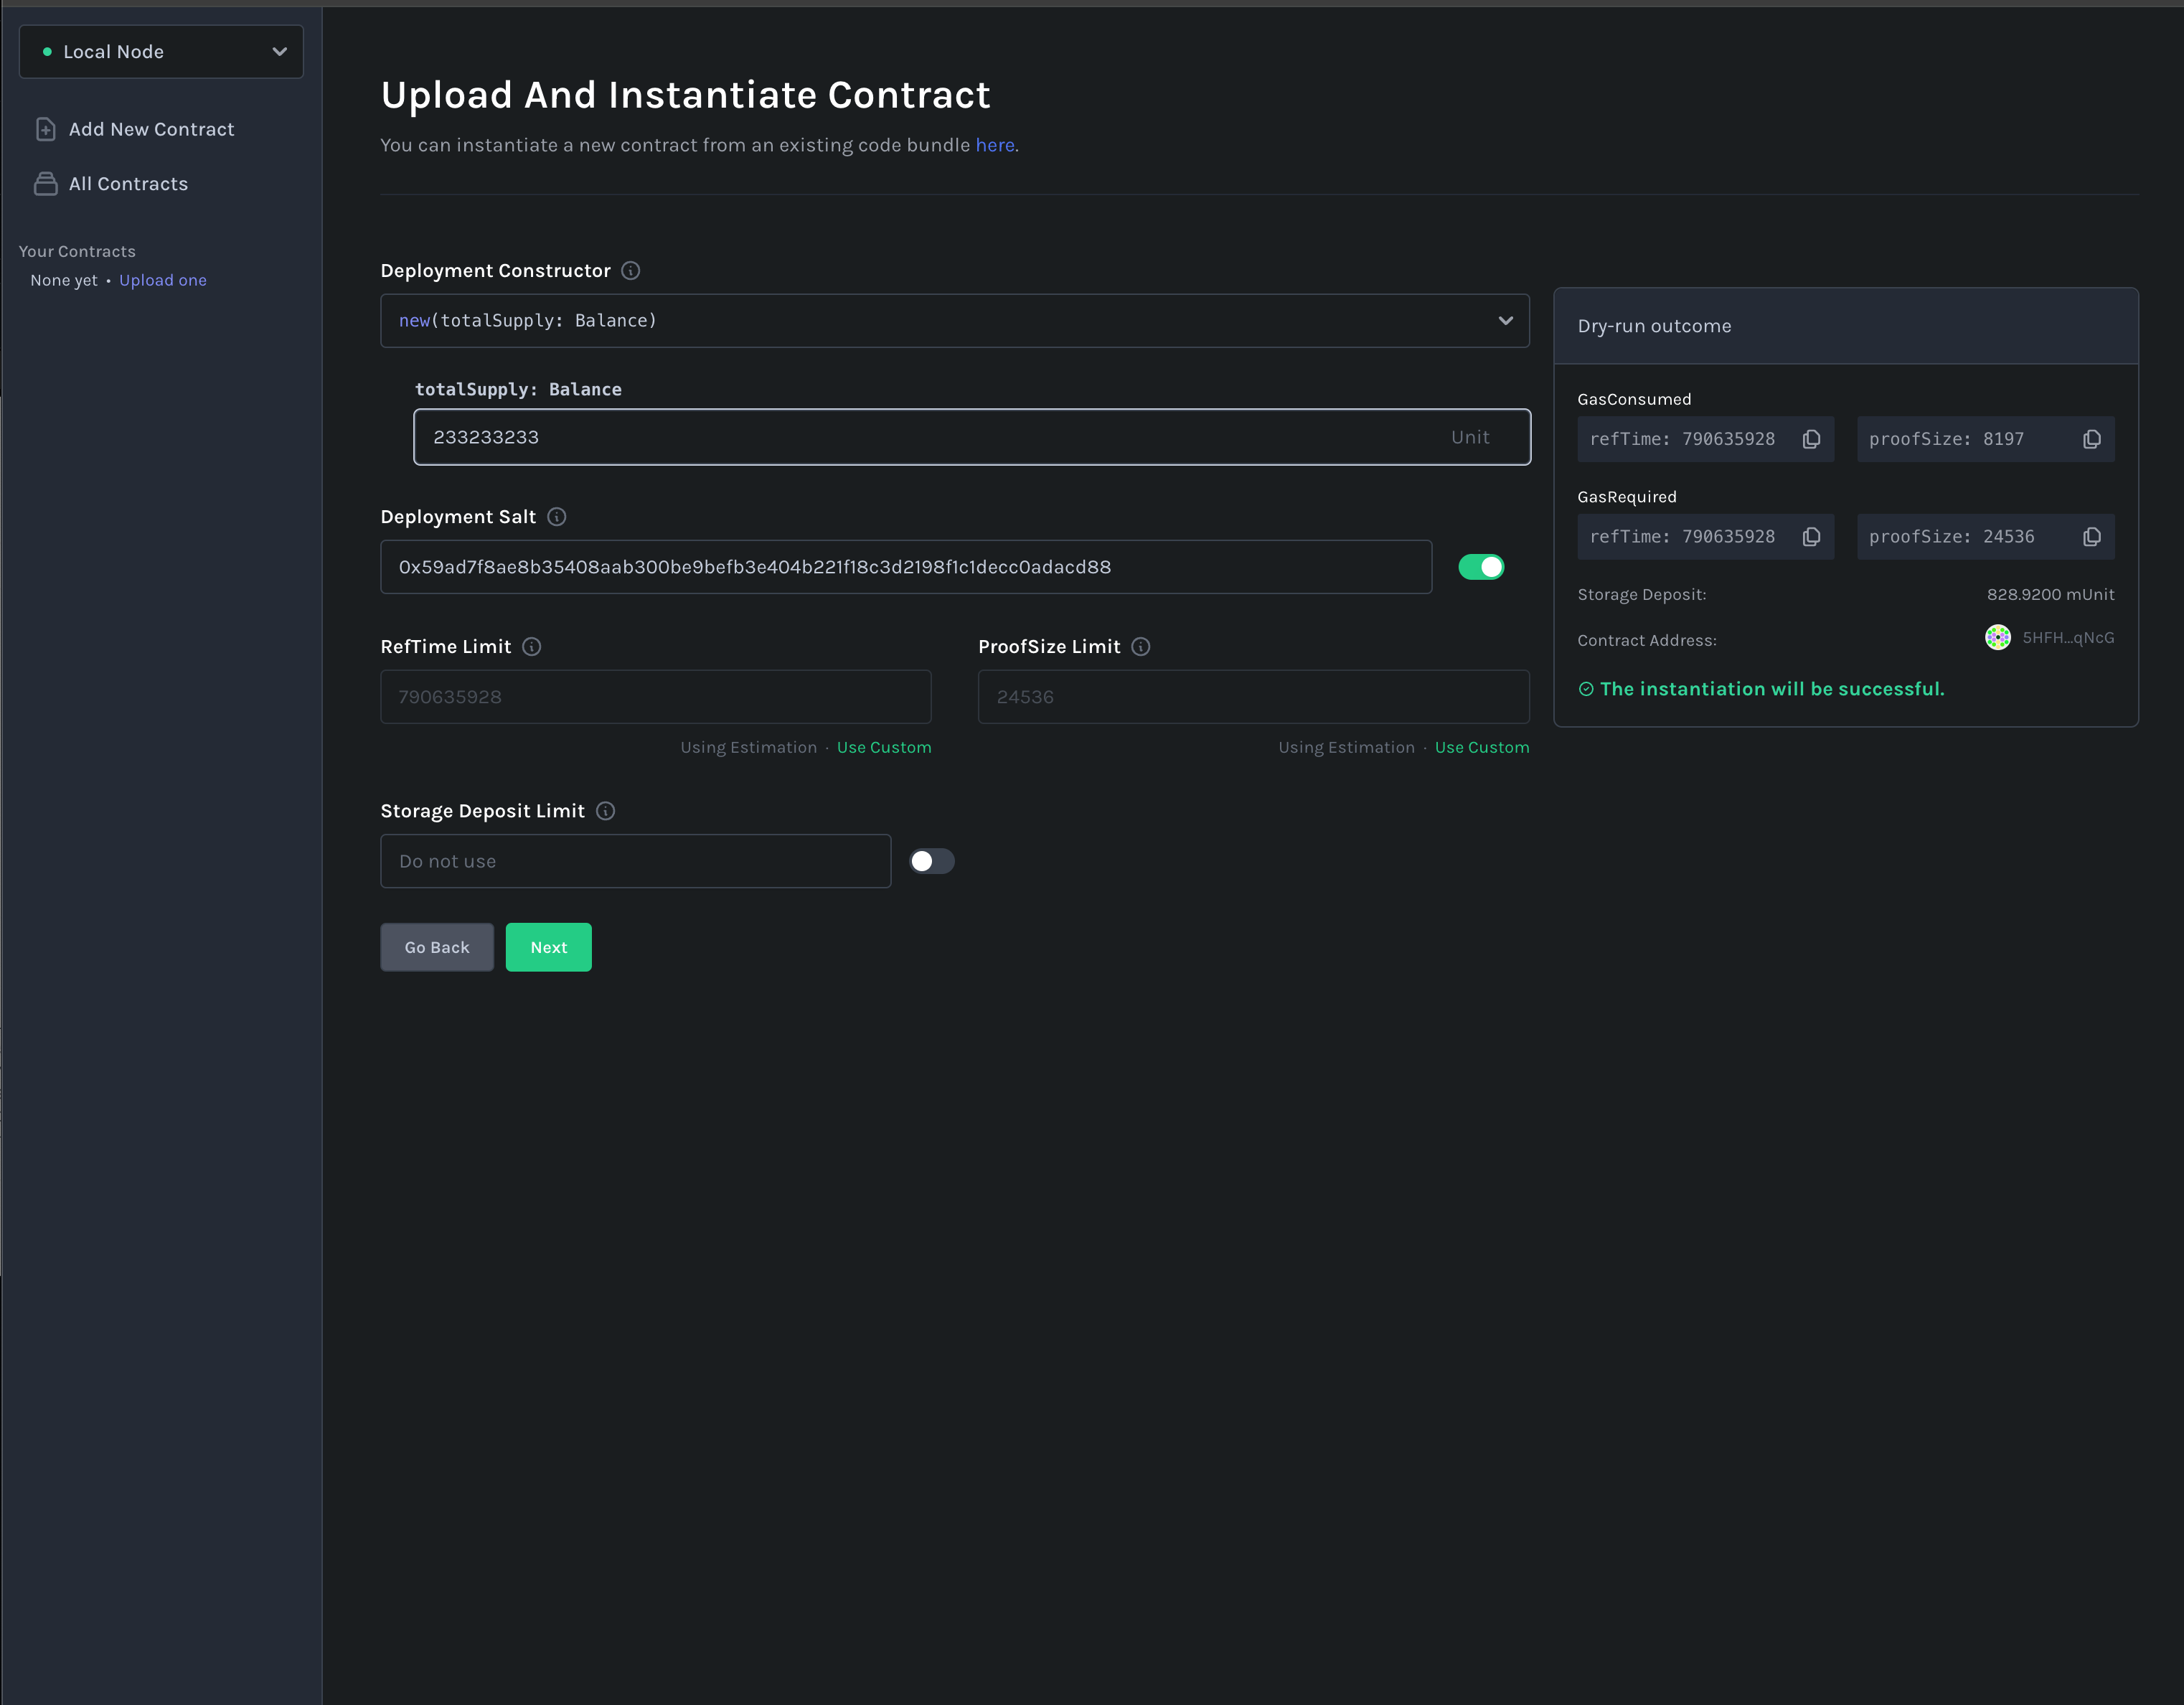 Local Node
Add New Contract
All Contracts
Your Contracts
None yet • Upload one
Upload And Instantiate Contract
You can instantiate a new contract from an existing code bundle here.
Deployment Constructor
new(totalSupply: Balance)
totalSupply: Balance
233233233 Unit
Deployment Salt
0x59ad7f8ae8b35408aab300be9befb3e404b221f18c3d2198f1c1decc0adacd88
RefTime Limit
790635928
Using Estimation · Use Custom
ProofSize Limit
24536
Using Estimation · Use Custom
Storage Deposit Limit
Do not use
Go Back
Next
Dry-run outcome
GasConsumed
refTime: 790635928
proofSize: 8197
GasRequired
refTime: 790635928
proofSize: 24536
Storage Deposit: 828.9200 mUnit
Contract Address: 5HFH...qNcG
The instantiation will be successful.